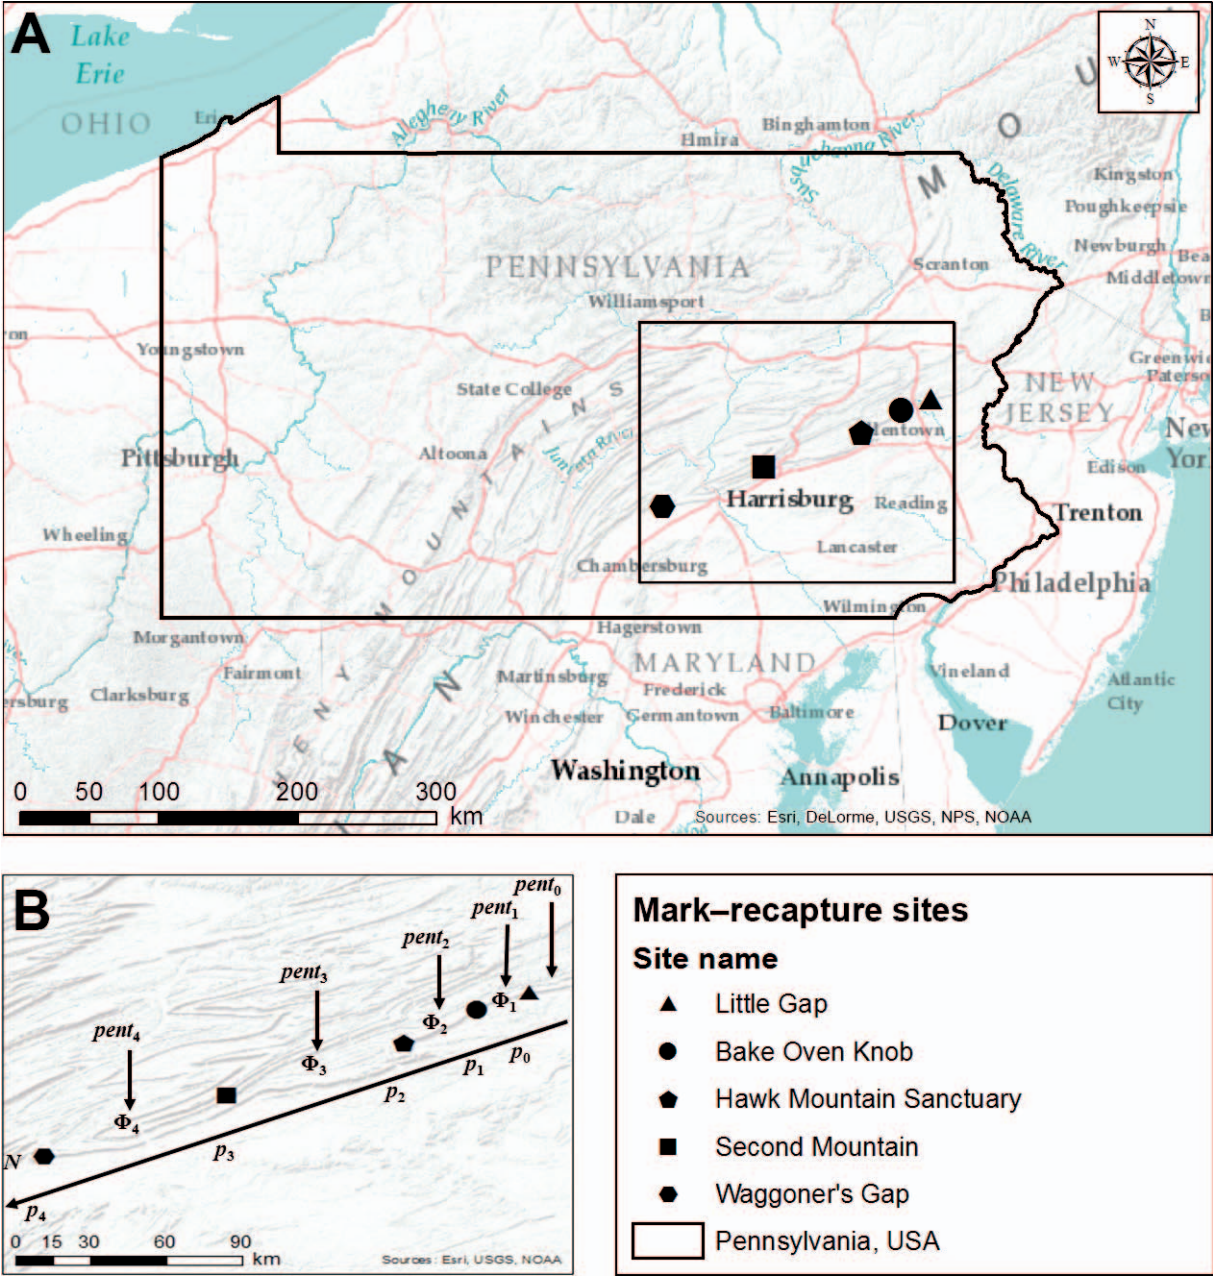 A
Lake
Erie
OHIO
Allegheny River
Elmira
Binghamton
Susquehanna River
N
W
E
S
M
O
U
Delaware River
Kingston
Poughkeepsie
Newburgh
Middletown
Scranton
PENNSYLVANIA
Williamsport
Youngstown
State College
NEW
JERSEY
Pittsburgh
Altoona
Juniata River
M O U N T A I N S
Edison
Harrisburg
Reading
Trenton
Wheeling
Lancaster
Chambersburg
Philadelphia
Wilmington
Morgantown
Hagerstown
MARYLAND
Fairmont
Martinsburg
Vineland
Clarksburg
Frederick
Atlantic
City
Winchester
Germantown
Baltimore
Dover
H E N Y
A
N
Washington
Annapolis
Dale
0 50 100 200 300
km
Sources: Esri, DeLorme, USGS, NPS, NOAA
B
pent0
pent1
pent2
pent3
pent4
Φ1
Φ2
Φ3
Φ4
p0
p1
p2
p3
p4
N
0 15 30 60 90
km
Sources: Esri, USGS, NOAA
Mark–recapture sites
Site name
Little Gap
Bake Oven Knob
Hawk Mountain Sanctuary
Second Mountain
Waggoner's Gap
Pennsylvania, USA